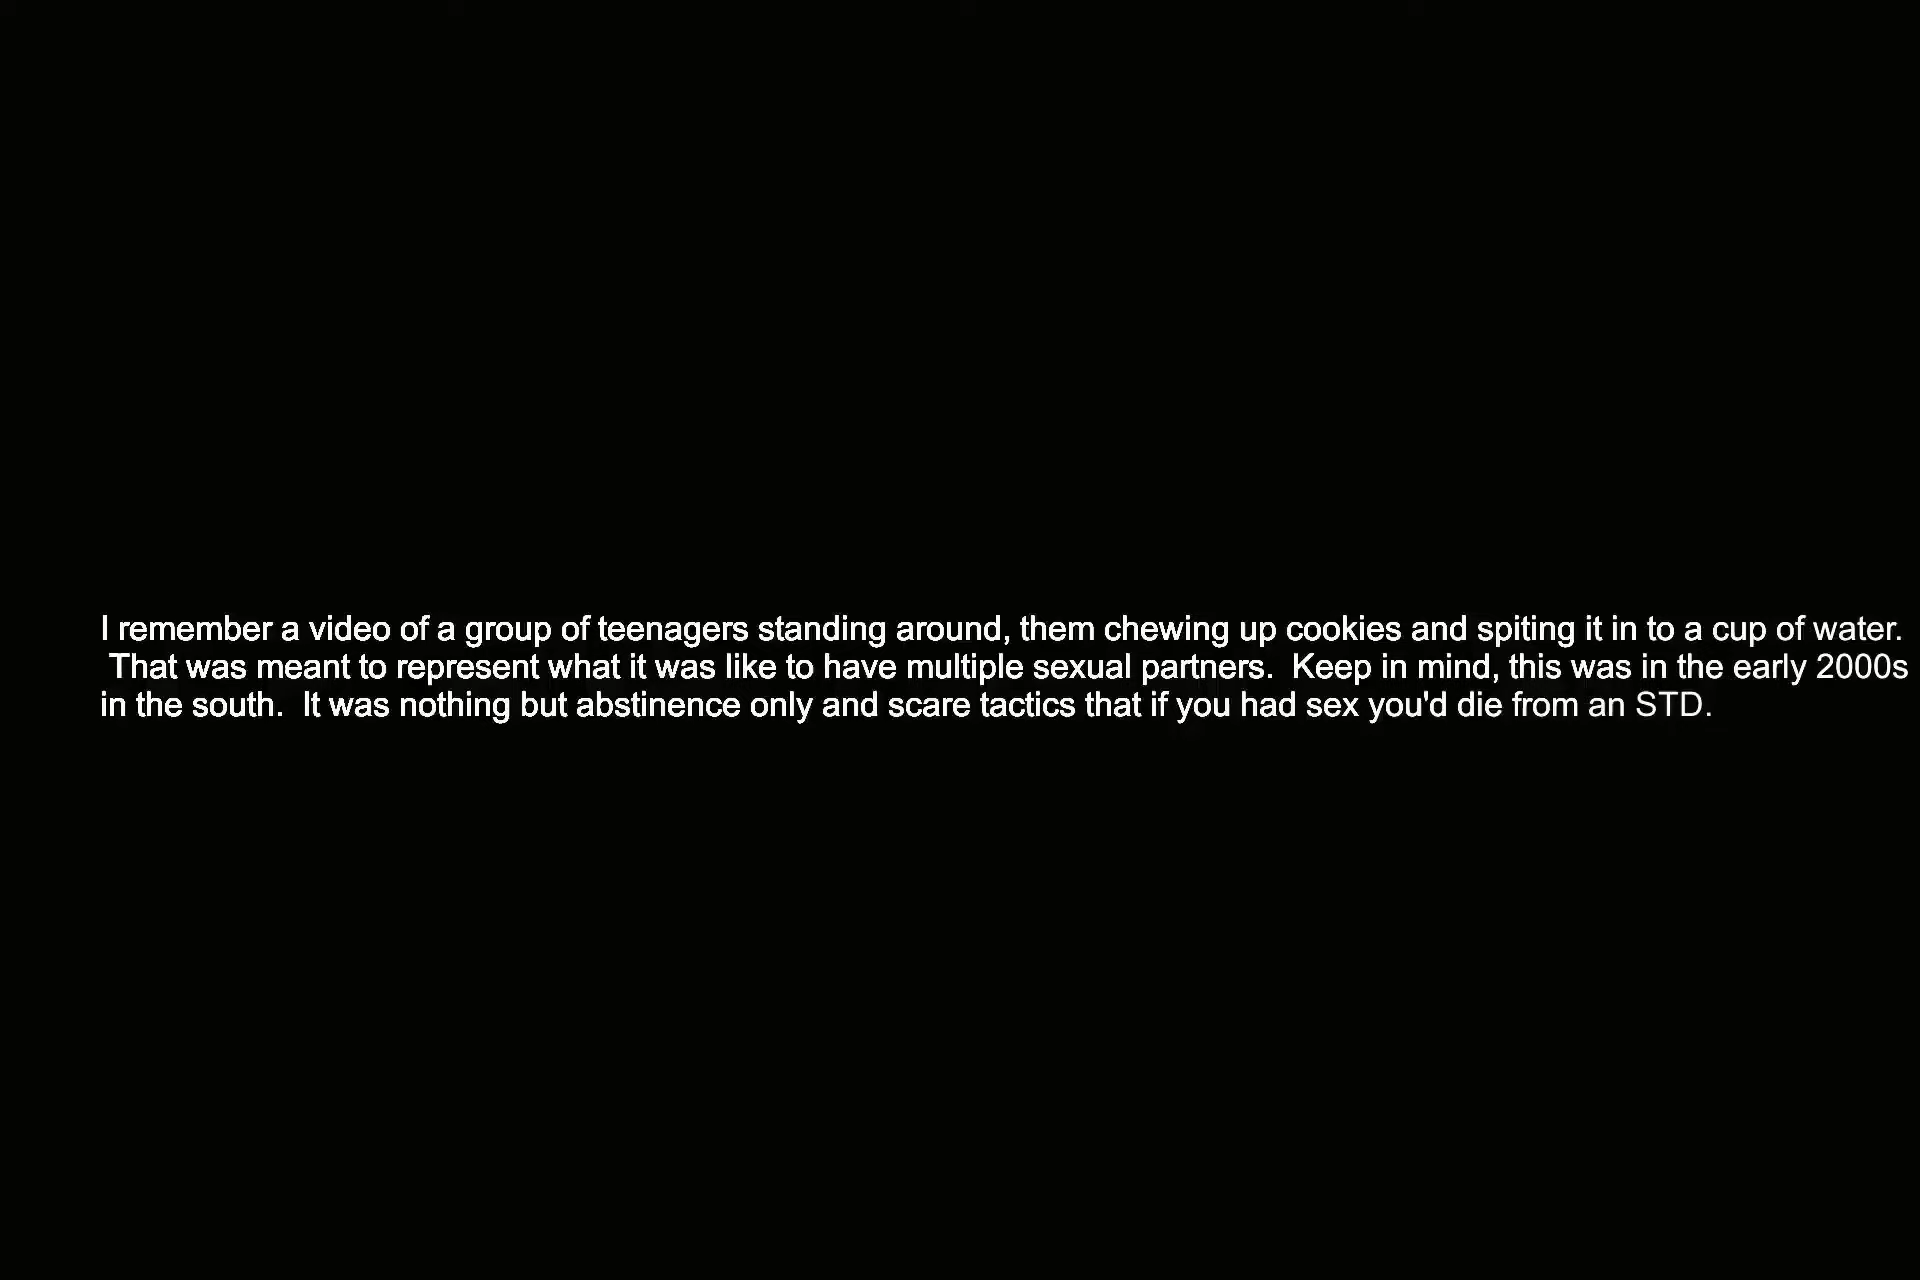 I remember a video of a group of teenagers standing around, them chewing up cookies and spiting it in to a cup of water.
That was meant to represent what it was like to have multiple sexual partners.  Keep in mind, this was in the early 2000s
in the south.  It was nothing but abstinence only and scare tactics that if you had sex you'd die from an STD.